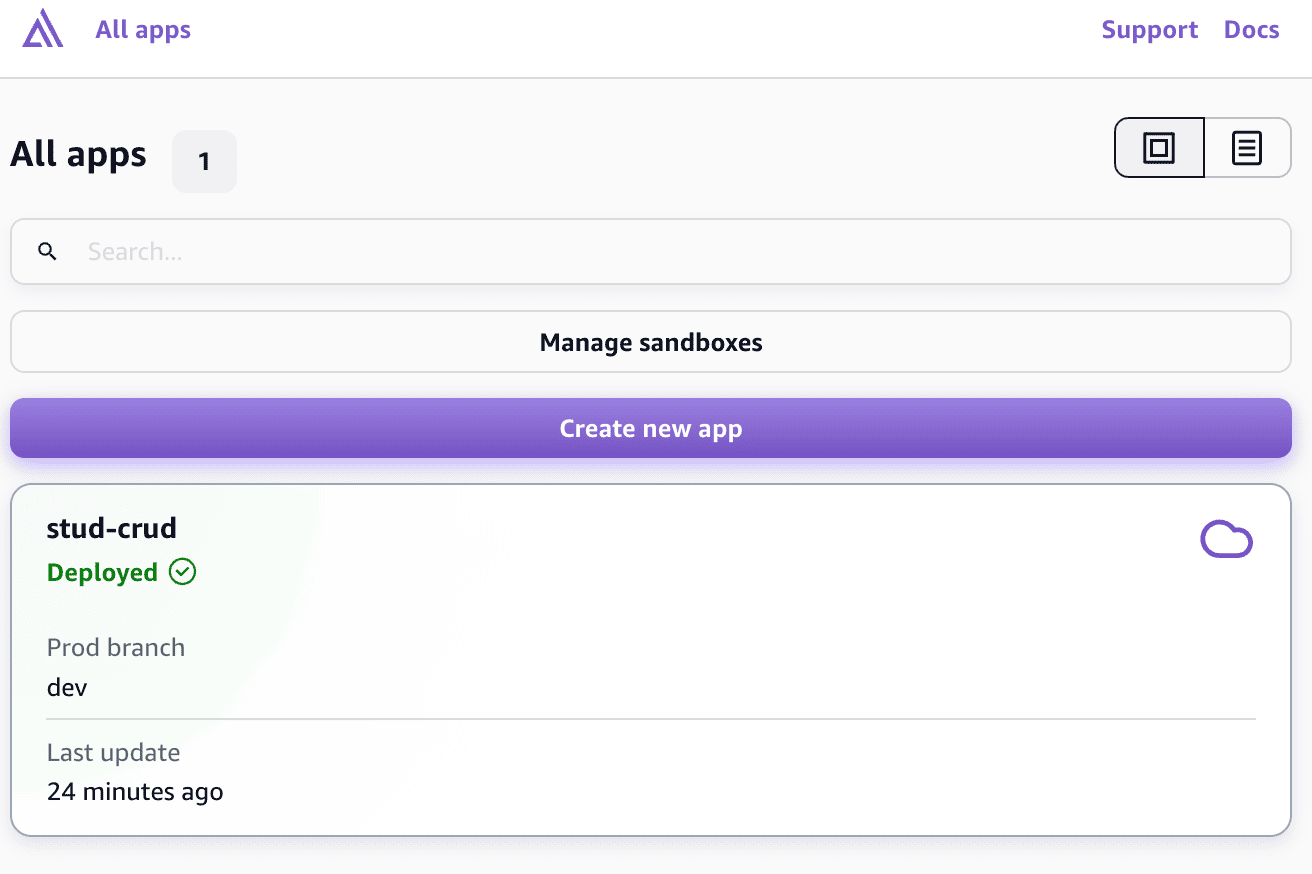 All apps
Support Docs
All apps 1
Search...
Manage sandboxes
Create new app
stud-crud
Deployed
Prod branch
dev
Last update
24 minutes ago